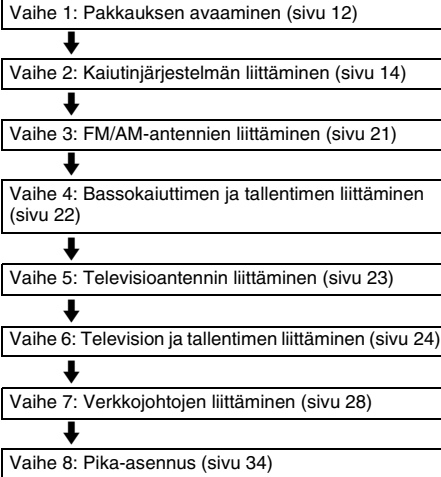 Vaihe 1: Pakkauksen avaaminen (sivu 12)
Vaihe 2: Kaiutinjärjestelmän liittäminen (sivu 14)
Vaihe 3: FM/AM-antennien liittäminen (sivu 21)
Vaihe 4: Bassokaiuttimen ja tallentimen liittäminen
(sivu 22)
Vaihe 5: Televisioantennin liittäminen (sivu 23)
Vaihe 6: Television ja tallentimen liittäminen (sivu 24)
Vaihe 7: Verkkojohtojen liittäminen (sivu 28)
Vaihe 8: Pika-asennus (sivu 34)